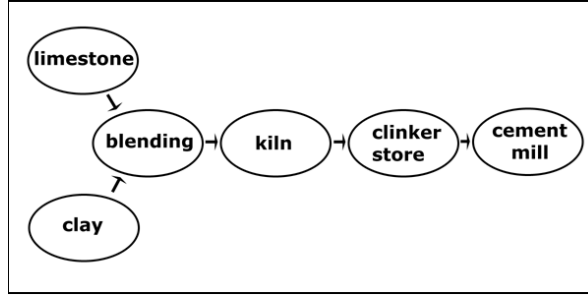 limestone
blending
kiln
clinker
store
cement
mill
clay